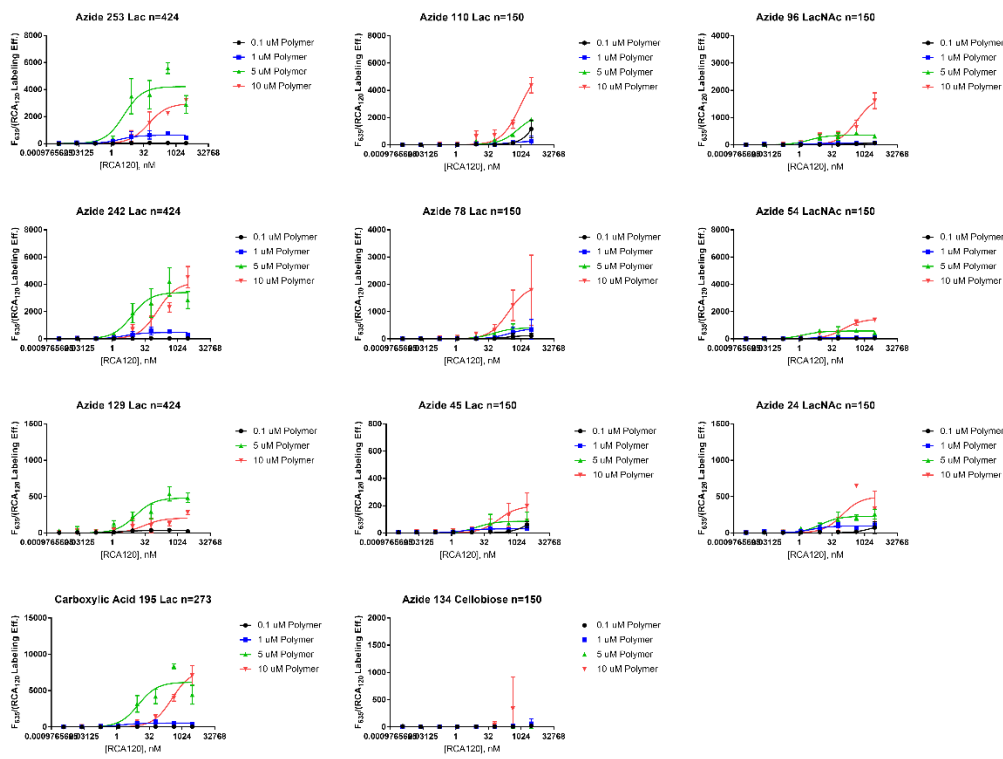 Azide 253 Lac n=424
F635/(RCA120 Labeling Eff.)
8000
6000
4000
2000
0
1
32
1024
32768
[RCA120], nM
0.1 uM Polymer
1 uM Polymer
5 uM Polymer
10 uM Polymer
Azide 110 Lac n=150
F635/(RCA120 Labeling Eff.)
8000
6000
4000
2000
0
1
32
1024
32768
[RCA120], nM
0.1 uM Polymer
1 uM Polymer
5 uM Polymer
10 uM Polymer
Azide 96 LacNAc n=150
F635/(RCA120 Labeling Eff.)
4000
3000
2000
1000
0
1
32
1024
32768
[RCA120], nM
0.1 uM Polymer
1 uM Polymer
5 uM Polymer
10 uM Polymer
Azide 242 Lac n=424
F635/(RCA120 Labeling Eff.)
8000
6000
4000
2000
0
1
32
1024
32768
[RCA120], nM
0.1 uM Polymer
1 uM Polymer
5 uM Polymer
10 uM Polymer
Azide 78 Lac n=150
F635/(RCA120 Labeling Eff.)
4000
3000
2000
1000
0
1
32
1024
32768
[RCA120], nM
0.1 uM Polymer
1 uM Polymer
5 uM Polymer
10 uM Polymer
Azide 54 LacNAc n=150
F635/(RCA120 Labeling Eff.)
8000
6000
4000
2000
0
1
32
1024
32768
[RCA120], nM
0.1 uM Polymer
1 uM Polymer
5 uM Polymer
10 uM Polymer
Azide 129 Lac n=424
F635/(RCA120 Labeling Eff.)
1500
1000
500
0
1
32
1024
32768
[RCA120], nM
0.1 uM Polymer
5 uM Polymer
10 uM Polymer
Azide 45 Lac n=150
F635/(RCA120 Labeling Eff.)
800
600
400
200
0
1
32
1024
32768
[RCA120], nM
0.1 uM Polymer
1 uM Polymer
5 uM Polymer
10 uM Polymer
Azide 24 LacNAc n=150
F635/(RCA120 Labeling Eff.)
1500
1000
500
0
1
32
1024
32768
[RCA120], nM
0.1 uM Polymer
1 uM Polymer
5 uM Polymer
10 uM Polymer
Carboxylic Acid 195 Lac n=273
F635/(RCA120 Labeling Eff.)
15000
10000
5000
0
1
32
1024
32768
[RCA120], nM
0.1 uM Polymer
1 uM Polymer
5 uM Polymer
10 uM Polymer
Azide 134 Cellobiose n=150
F635/(RCA120 Labeling Eff.)
2000
1500
1000
500
0
1
32
1024
32768
[RCA120], nM
0.1 uM Polymer
1 uM Polymer
5 uM Polymer
10 uM Polymer